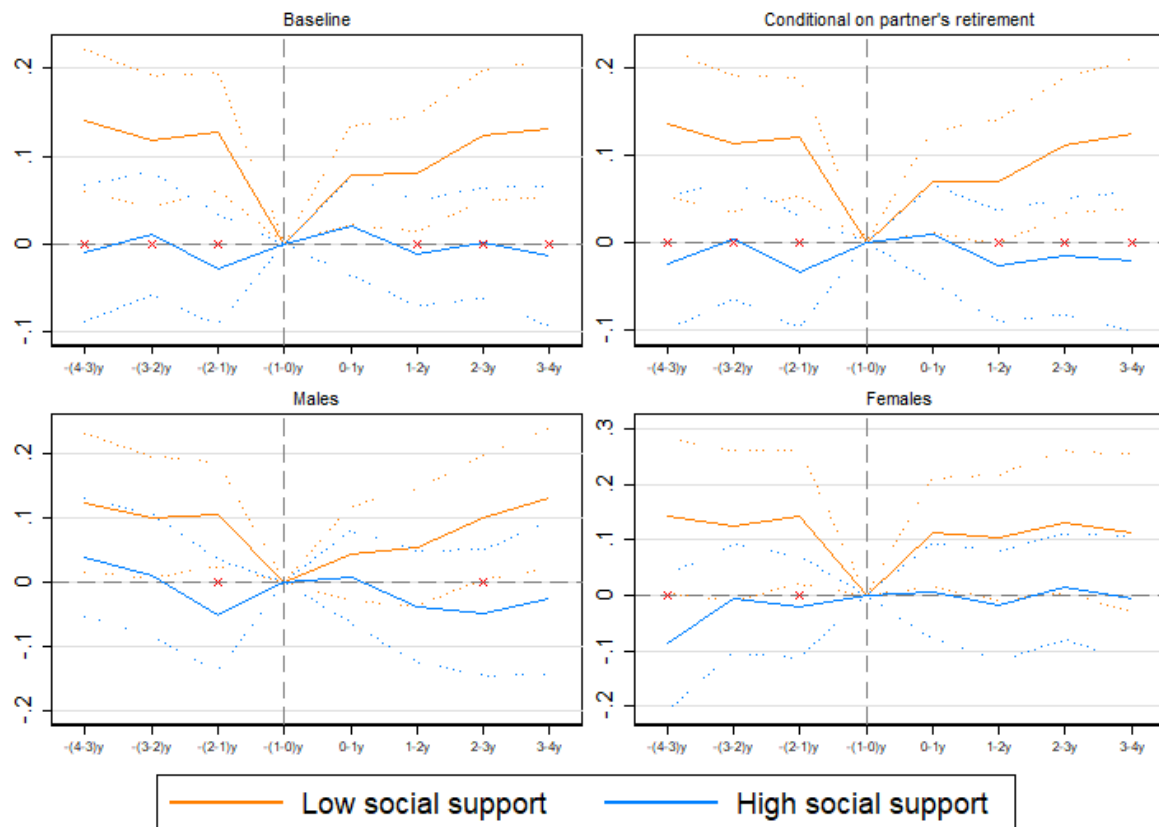 Baseline
.2
.1
0
-.1
-(4-3)y -(3-2)y -(2-1)y -(1-0)y 0-1y 1-2y 2-3y 3-4y
Conditional on partner's retirement
.2
.1
0
-.1
-(4-3)y -(3-2)y -(2-1)y -(1-0)y 0-1y 1-2y 2-3y 3-4y
Males
.2
.1
0
-.1
-.2
-(4-3)y -(3-2)y -(2-1)y -(1-0)y 0-1y 1-2y 2-3y 3-4y
Females
.3
.2
.1
0
-.1
-.2
-(4-3)y -(3-2)y -(2-1)y -(1-0)y 0-1y 1-2y 2-3y 3-4y
Low social support
High social support